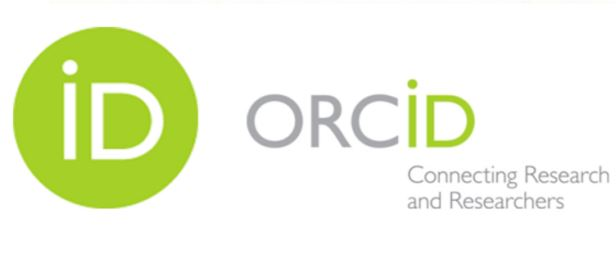 iD
ORCiD
Connecting Research
and Researchers